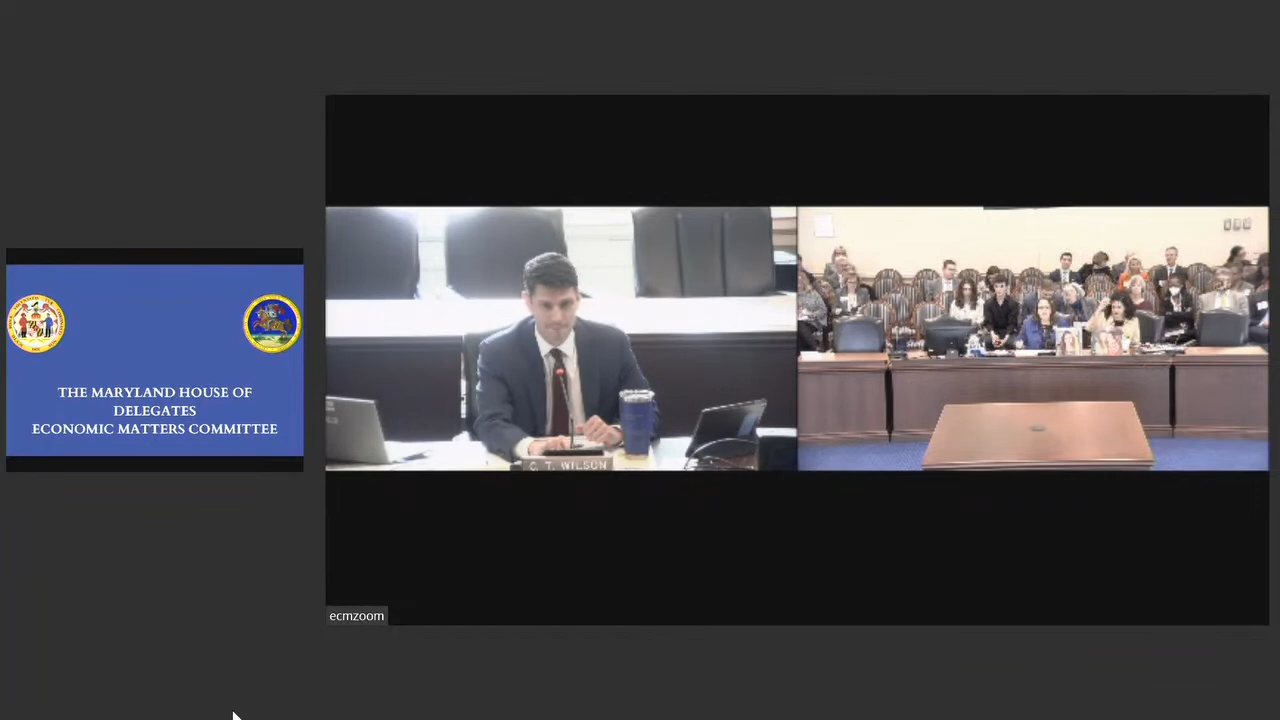 THE MARYLAND HOUSE OF
DELEGATES
ECONOMIC MATTERS COMMITTEE
C. T. WILSON
ecmzoom